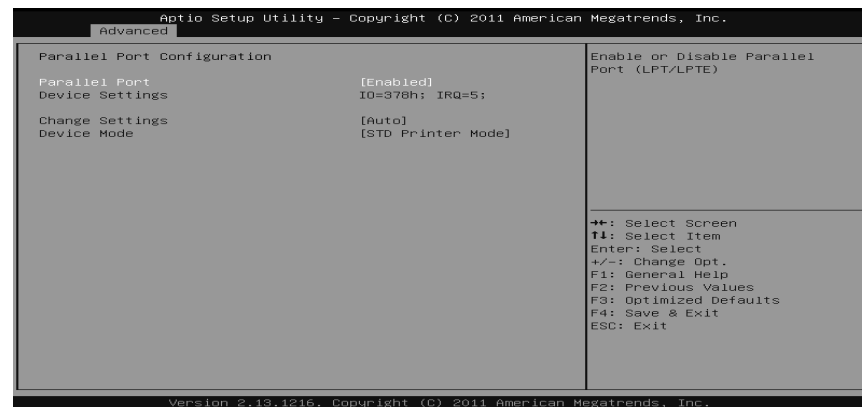 Aptio Setup Utility – Copyright (C) 2011 American Megatrends, Inc.
Advanced
Parallel Port Configuration
Parallel Port [Enabled]
Device Settings IO=378h; IRQ=5;
Change Settings [Auto]
Device Mode [STD Printer Mode]
Enable or Disable Parallel
Port (LPT/LPTE)
→←: Select Screen
↑↓: Select Item
Enter: Select
+/-: Change Opt.
F1: General Help
F2: Previous Values
F3: Optimized Defaults
F4: Save & Exit
ESC: Exit
Version 2.13.1216. Copyright (C) 2011 American Megatrends, Inc.